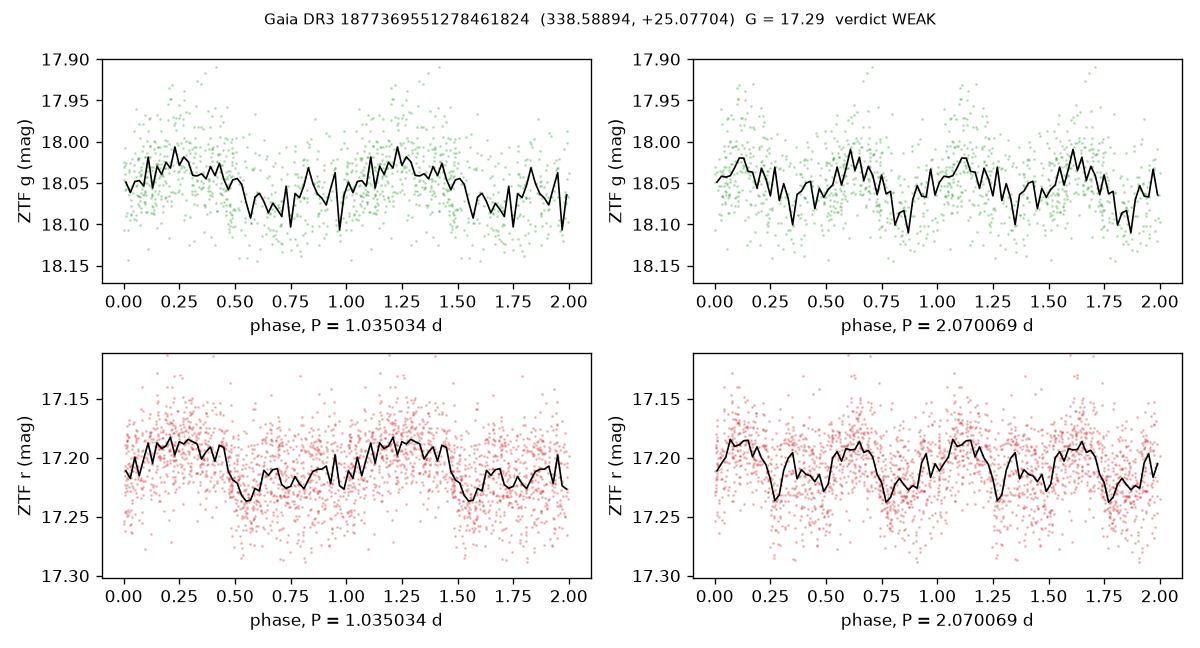 Gaia DR3 1877369551278461824 (338.58894, +25.07704) G = 17.29 verdict WEAK
ZTF g (mag)
17.90
17.95
18.00
18.05
18.10
18.15
0.00 0.25 0.50 0.75 1.00 1.25 1.50 1.75 2.00
phase, P = 1.035034 d
ZTF g (mag)
17.90
17.95
18.00
18.05
18.10
18.15
0.00 0.25 0.50 0.75 1.00 1.25 1.50 1.75 2.00
phase, P = 2.070069 d
ZTF r (mag)
17.15
17.20
17.25
17.30
0.00 0.25 0.50 0.75 1.00 1.25 1.50 1.75 2.00
phase, P = 1.035034 d
ZTF r (mag)
17.15
17.20
17.25
17.30
0.00 0.25 0.50 0.75 1.00 1.25 1.50 1.75 2.00
phase, P = 2.070069 d